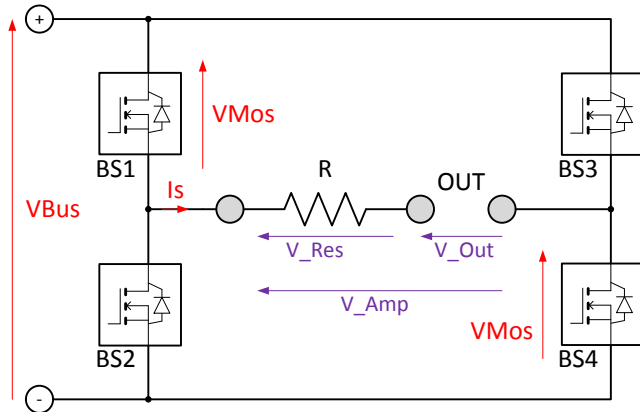 +
VMos
BS1
BS3
R
OUT
Is
VBus
V_Res
V_Out
V_Amp
VMos
BS2
BS4
-